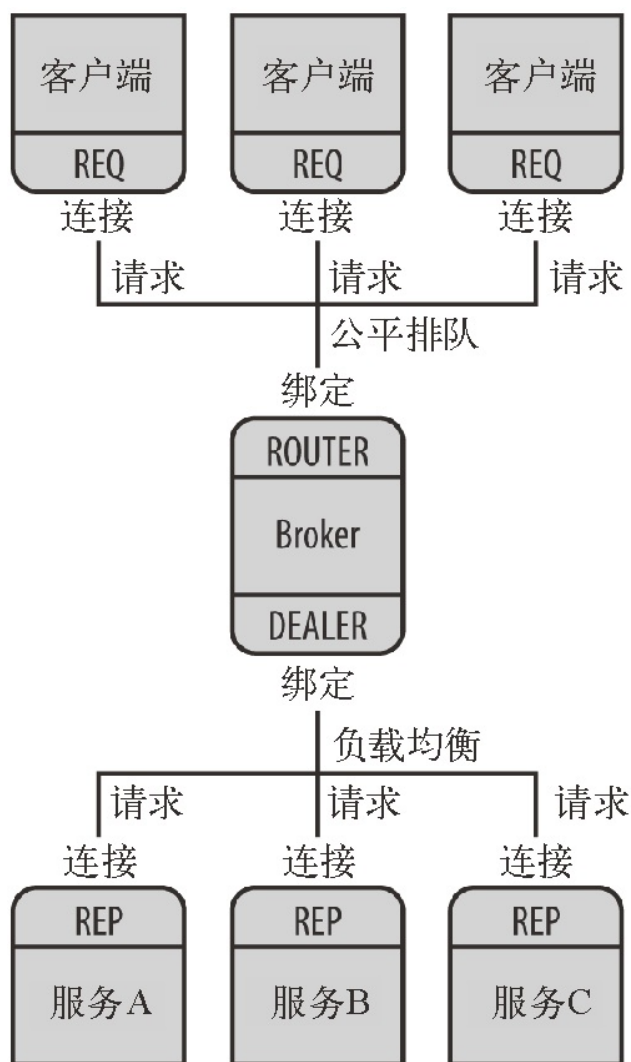 客户端 客户端 客户端
REQ REQ REQ
连接 连接 连接
请求 请求 请求
公平排队
绑定
ROUTER
Broker
DEALER
绑定
负载均衡
请求 请求 请求
连接 连接 连接
REP REP REP
服务A 服务B 服务C